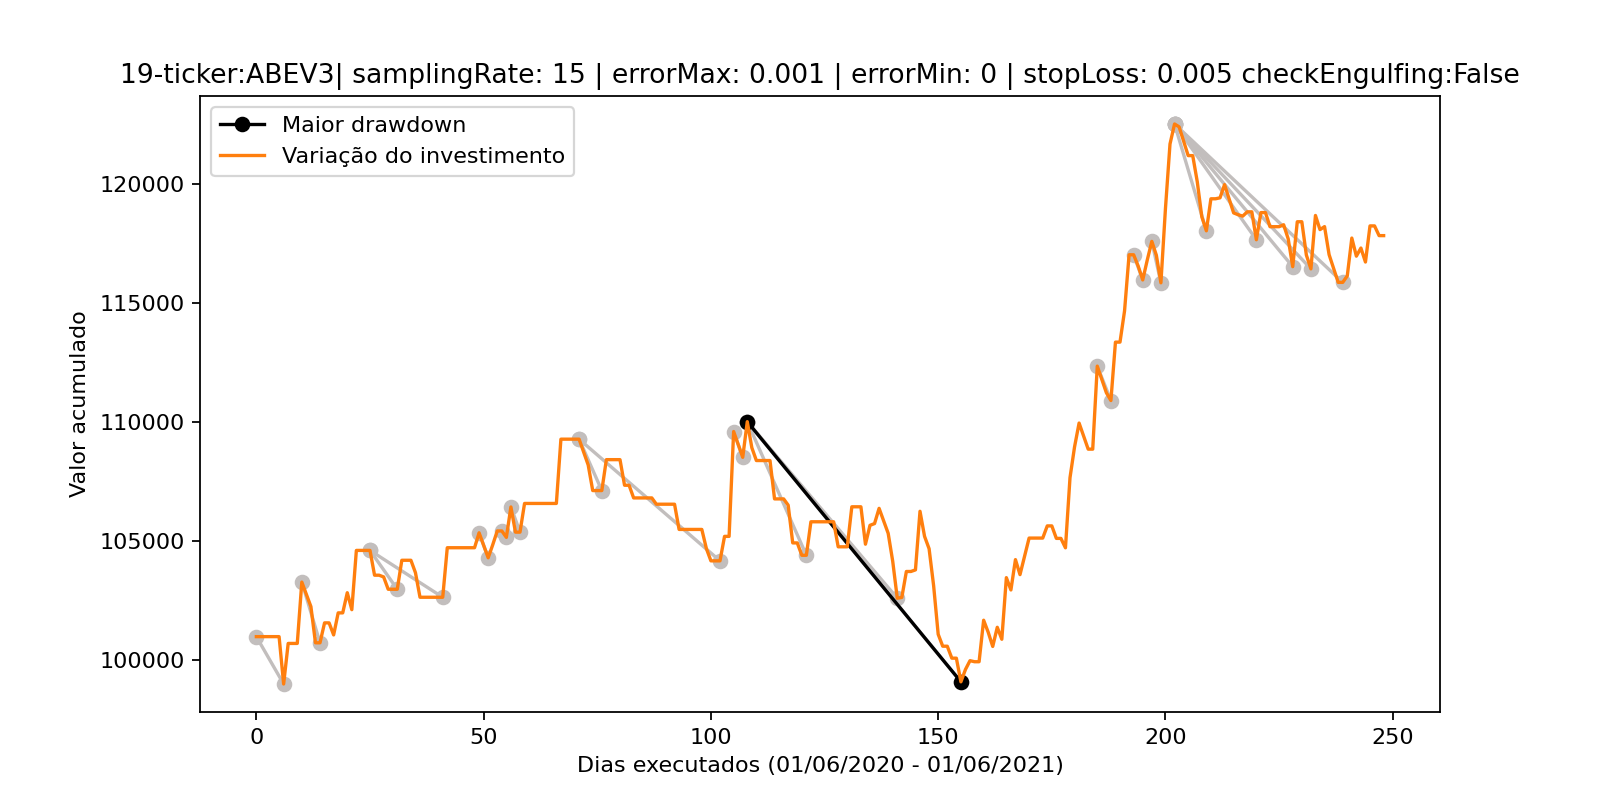 19-ticker:ABEV3| samplingRate: 15 | errorMax: 0.001 | errorMin: 0 | stopLoss: 0.005 checkEngulfing:False
Maior drawdown
Variação do investimento
Valor acumulado
120000
115000
110000
105000
100000
0 50 100 150 200 250
Dias executados (01/06/2020 - 01/06/2021)